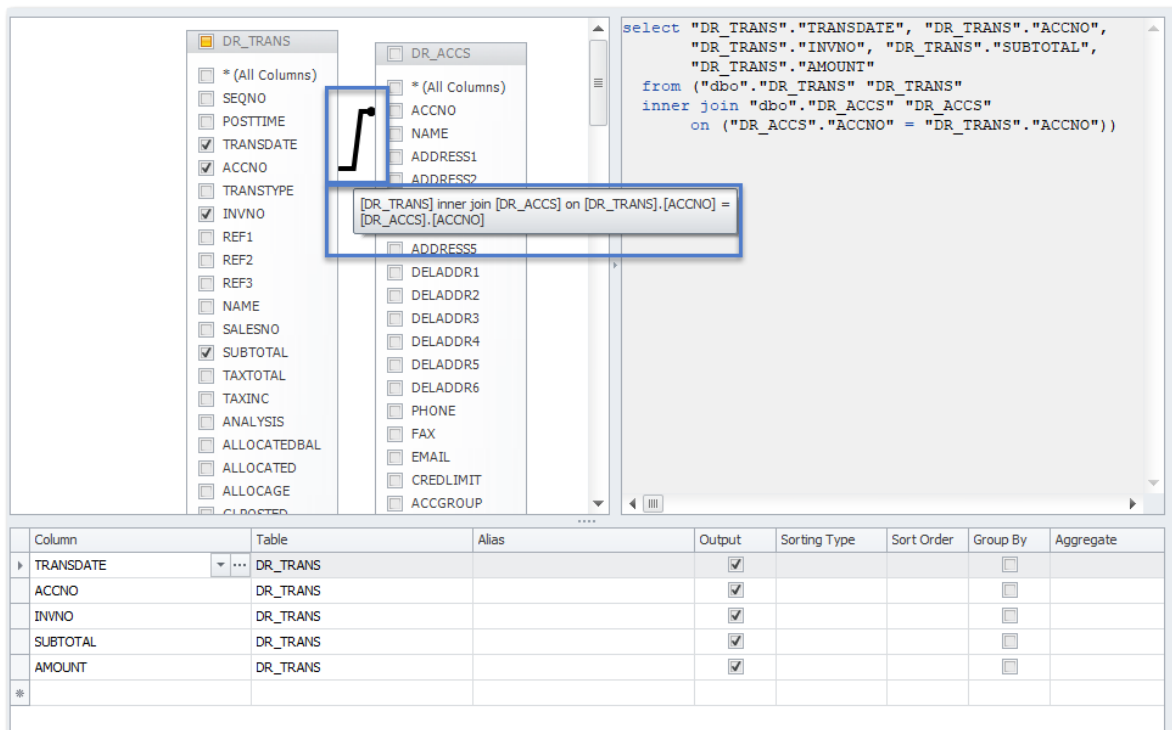 DR_TRANS
* (All Columns)
SEQNO
POSTTIME
TRANSDATE
ACCNO
TRANSTYPE
INVNO
REF1
REF2
REF3
NAME
SALESNO
SUBTOTAL
TAXTOTAL
TAXINC
ANALYSIS
ALLOCATEDBAL
ALLOCATED
ALLOCAGE
DR_ACCS
* (All Columns)
ACCNO
NAME
ADDRESS1
ADDRESS2
[DR_TRANS] inner join [DR_ACCS] on [DR_TRANS].[ACCNO] =
[DR_ACCS].[ACCNO]
ADDRESS5
DELADDR1
DELADDR2
DELADDR3
DELADDR4
DELADDR5
DELADDR6
PHONE
FAX
EMAIL
CREDLIMIT
ACCGROUP
select "DR_TRANS"."TRANSDATE", "DR_TRANS"."ACCNO",
"DR_TRANS"."INVNO", "DR_TRANS"."SUBTOTAL",
"DR_TRANS"."AMOUNT"
from ("dbo"."DR_TRANS" "DR_TRANS"
inner join "dbo"."DR_ACCS" "DR_ACCS"
on ("DR_ACCS"."ACCNO" = "DR_TRANS"."ACCNO"))
Column Table Alias Output Sorting Type Sort Order Group By Aggregate
TRANSDATE DR_TRANS
ACCNO DR_TRANS
INVNO DR_TRANS
SUBTOTAL DR_TRANS
AMOUNT DR_TRANS